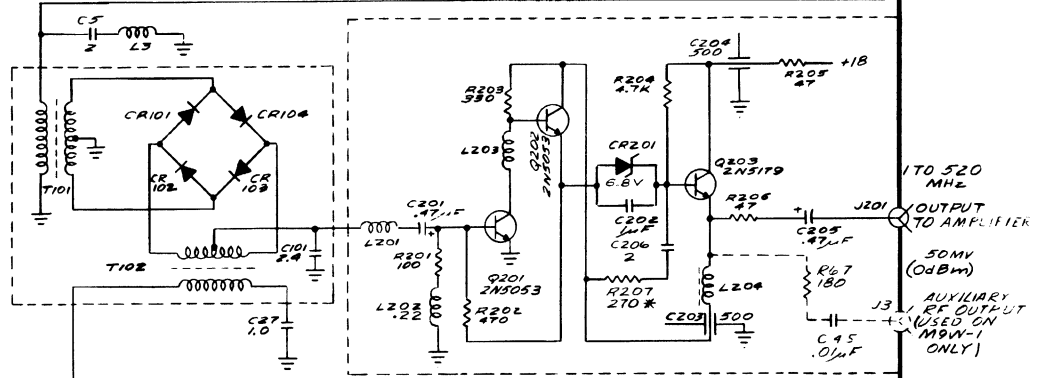 C5
2
L3
C204
500
+18
R205
47
R204
4.7K
R203
330
CR101
CR104
L203
2N5053
Q202
CR201
6.8V
Q203
2N5179
1 TO 520
MHz
T101
CR
102
CR
103
C201
.47µF
C202
1µF
R206
47
J201
OUTPUT
TO AMPLIFIER
+
C205
.47µF
L201
+
C101
2.4
R201
100
C206
2
T102
50MV
(0dBm)
Q201
2N5053
R207
270*
L204
R67
180
L202
.22
R202
470
C27
1.0
C203
500
J3
AUXILIARY
RF OUTPUT
(USED ON
M9W-1
ONLY)
C45
.01µF